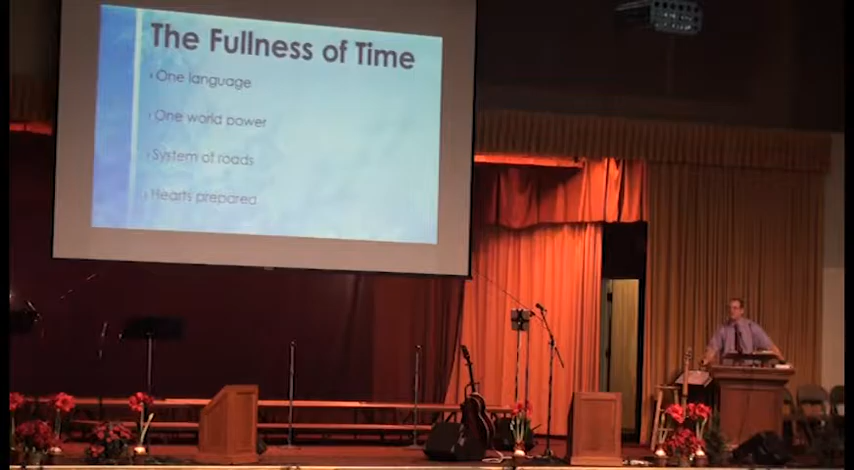 The Fullness of Time
› One language
› One world power
› System of roads
› Hearts prepared